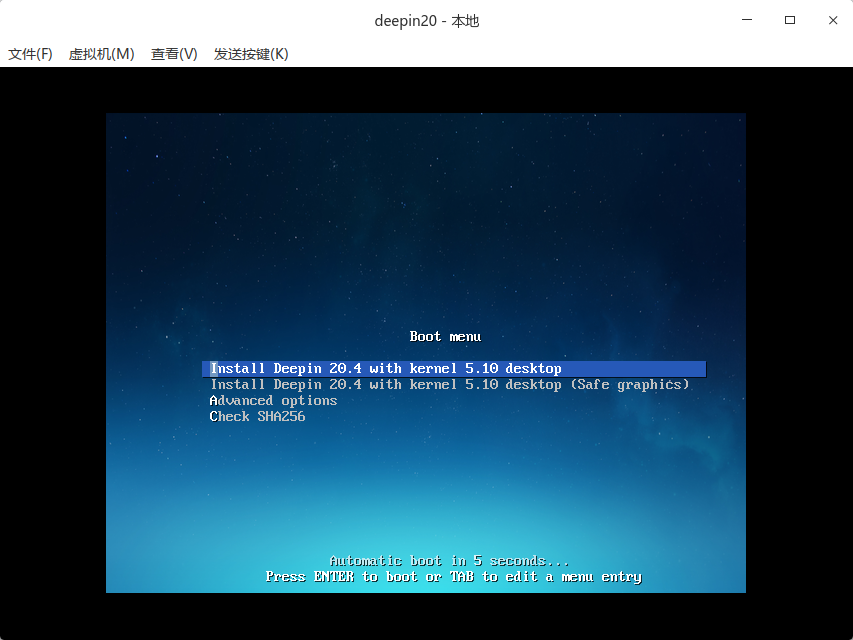 deepin20 - 本地
文件(F) 虚拟机(M) 查看(V) 发送按键(K)
Boot menu
Install Deepin 20.4 with kernel 5.10 desktop
Install Deepin 20.4 with kernel 5.10 desktop (Safe graphics)
Advanced options
Check SHA256
Automatic boot in 5 seconds...
Press ENTER to boot or TAB to edit a menu entry